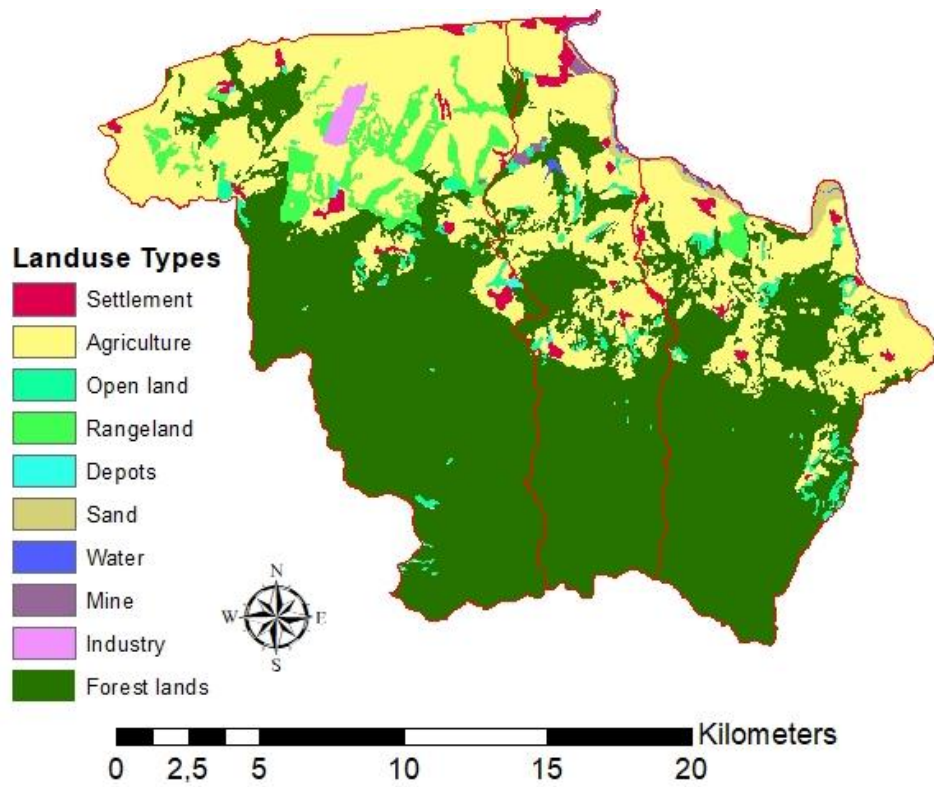 Landuse Types
Settlement
Agriculture
Open land
Rangeland
Depots
Sand
Water
Mine
Industry
Forest lands
N
W E
S
Kilometers
0 2,5 5 10 15 20